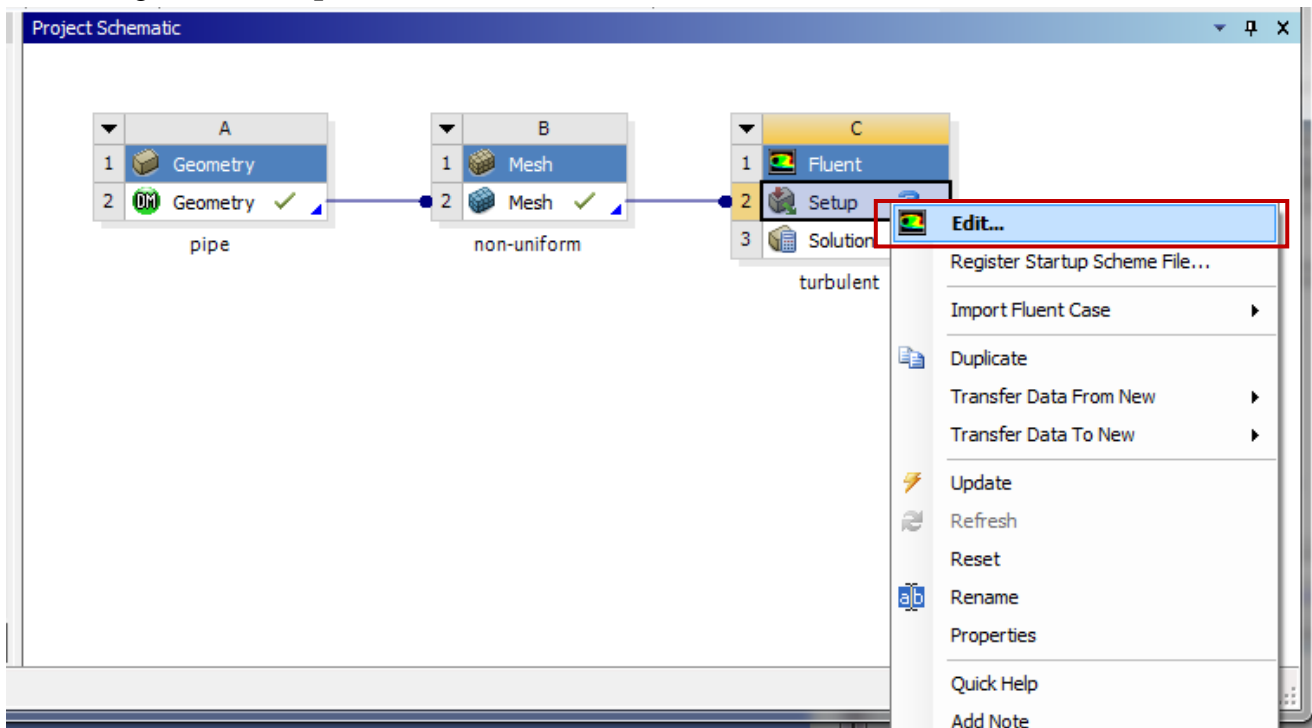 Project Schematic
A
1 Geometry
2 DM Geometry
pipe
B
1 Mesh
2 Mesh
non-uniform
C
1 Fluent
2 Setup
3 Solution
turbulent
Edit...
Register Startup Scheme File...
Import Fluent Case
Duplicate
Transfer Data From New
Transfer Data To New
Update
Refresh
Reset
ab Rename
Properties
Quick Help
Add Note